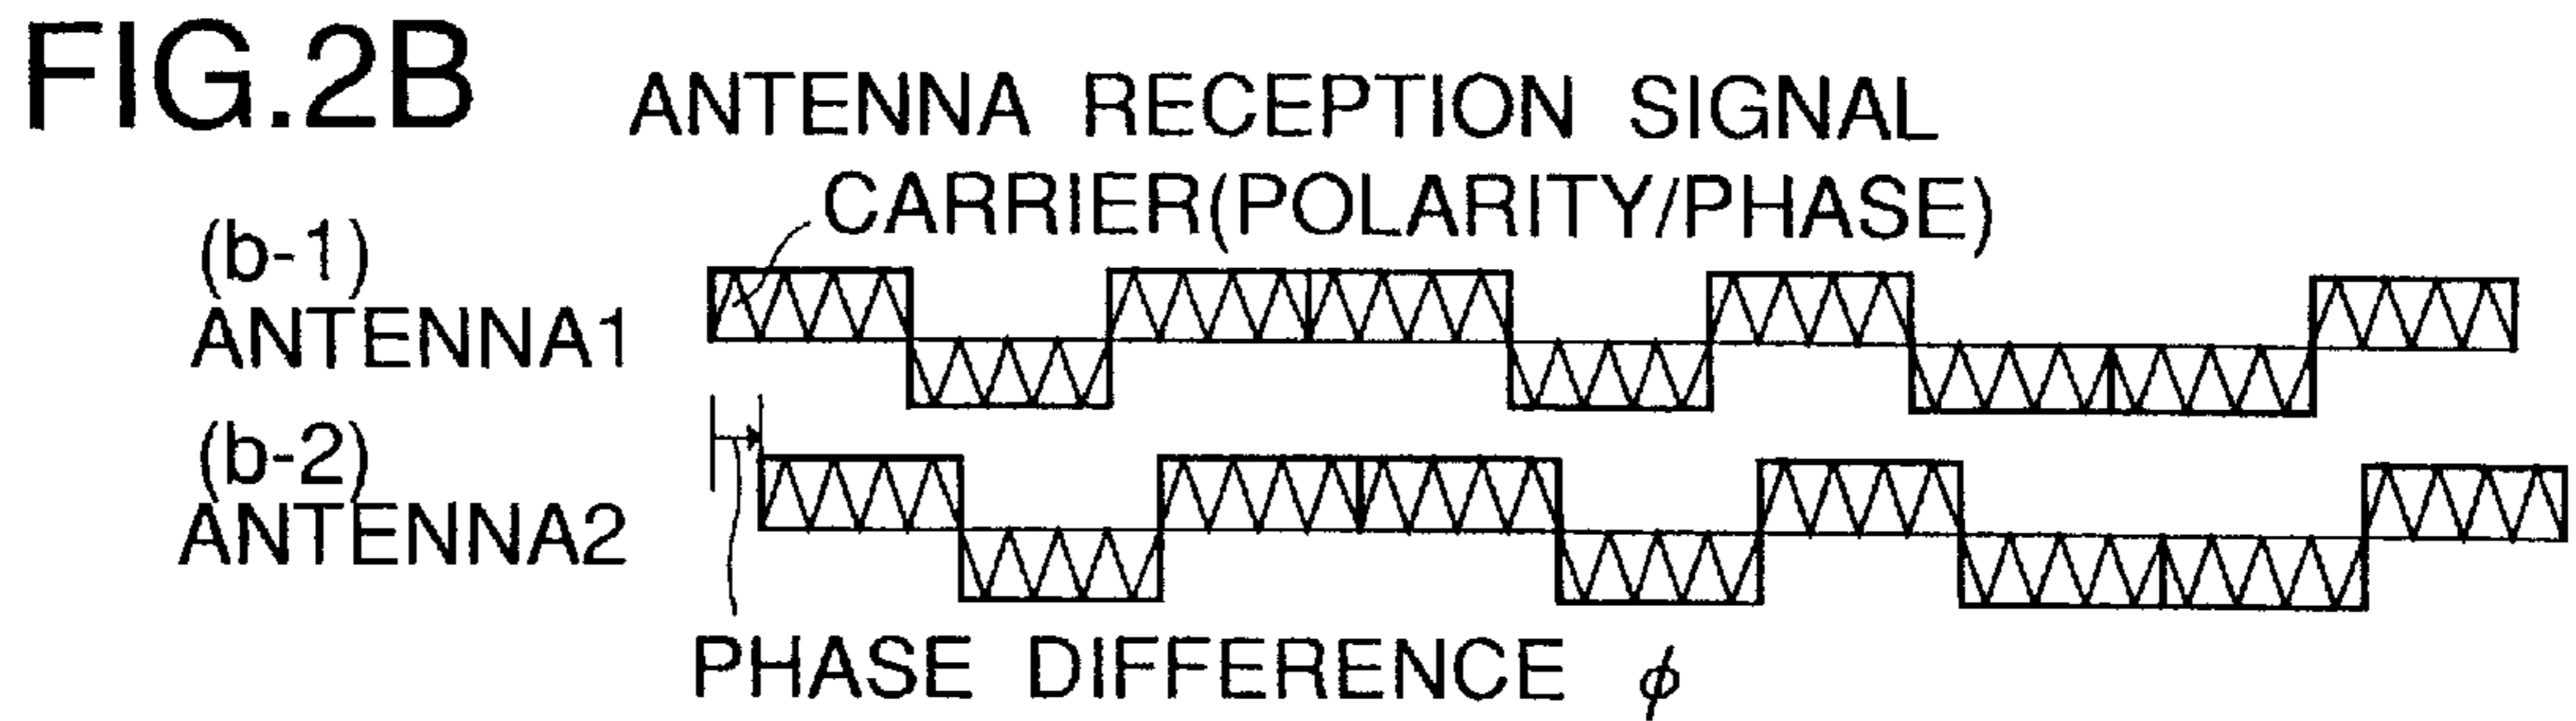 FIG.2B
ANTENNA RECEPTION SIGNAL
CARRIER(POLARITY/PHASE)
(b-1)
ANTENNA1
(b-2)
ANTENNA2
PHASE DIFFERENCE ϕ